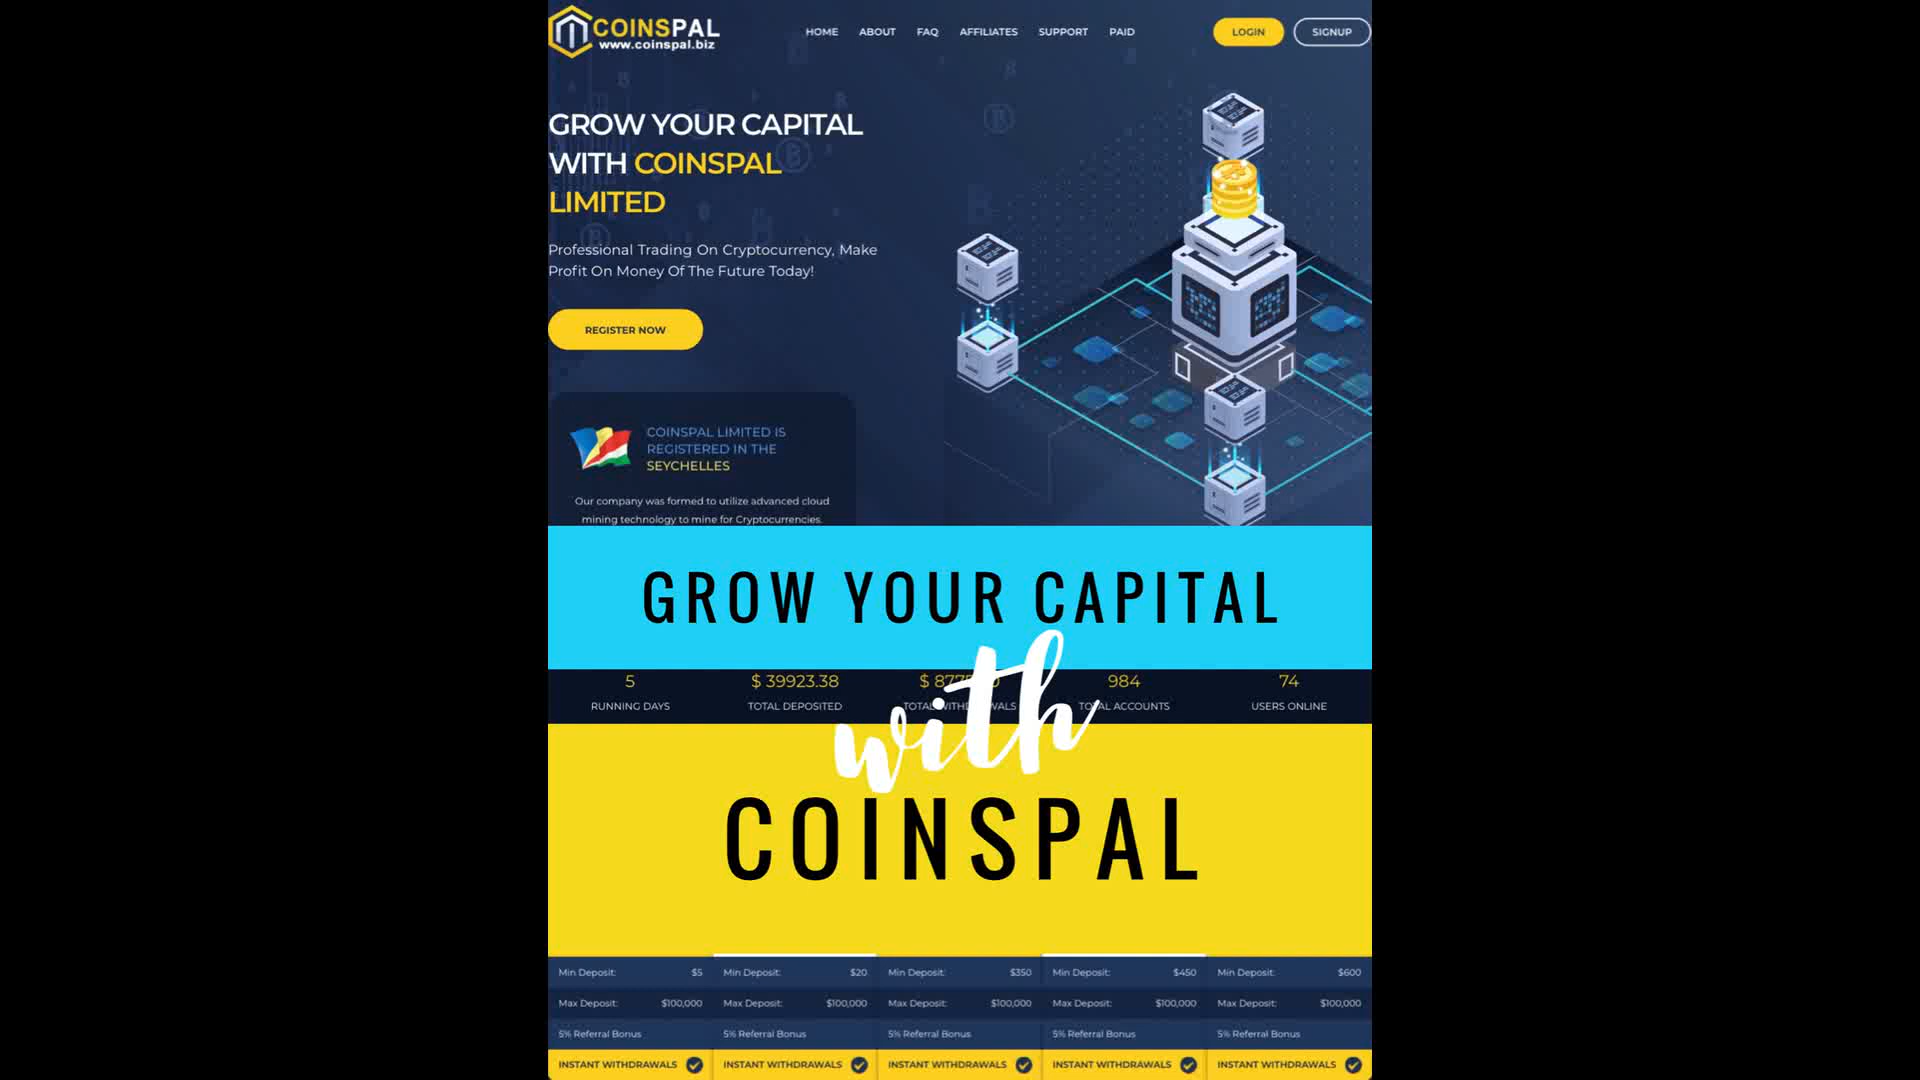 COINSPAL
www.coinspal.biz
HOME ABOUT FAQ AFFILIATES SUPPORT PAID LOGIN SIGNUP
GROW YOUR CAPITAL
WITH COINSPAL
LIMITED
Professional Trading On Cryptocurrency, Make
Profit On Money Of The Future Today!
REGISTER NOW
COINSPAL LIMITED IS
REGISTERED IN THE
SEYCHELLES
Our company was formed to utilize advanced cloud
mining technology to mine for Cryptocurrencies.
GROW YOUR CAPITAL
5 $ 39923.38 984 74
RUNNING DAYS TOTAL DEPOSITED TOTAL ACCOUNTS USERS ONLINE
with
COINSPAL
Min Deposit: $5 Min Deposit: $20 Min Deposit: $350 Min Deposit: $450 Min Deposit: $600
Max Deposit: $100,000 Max Deposit: $100,000 Max Deposit: $100,000 Max Deposit: $100,000 Max Deposit: $100,000
5% Referral Bonus 5% Referral Bonus 5% Referral Bonus 5% Referral Bonus 5% Referral Bonus
INSTANT WITHDRAWALS INSTANT WITHDRAWALS INSTANT WITHDRAWALS INSTANT WITHDRAWALS INSTANT WITHDRAWALS